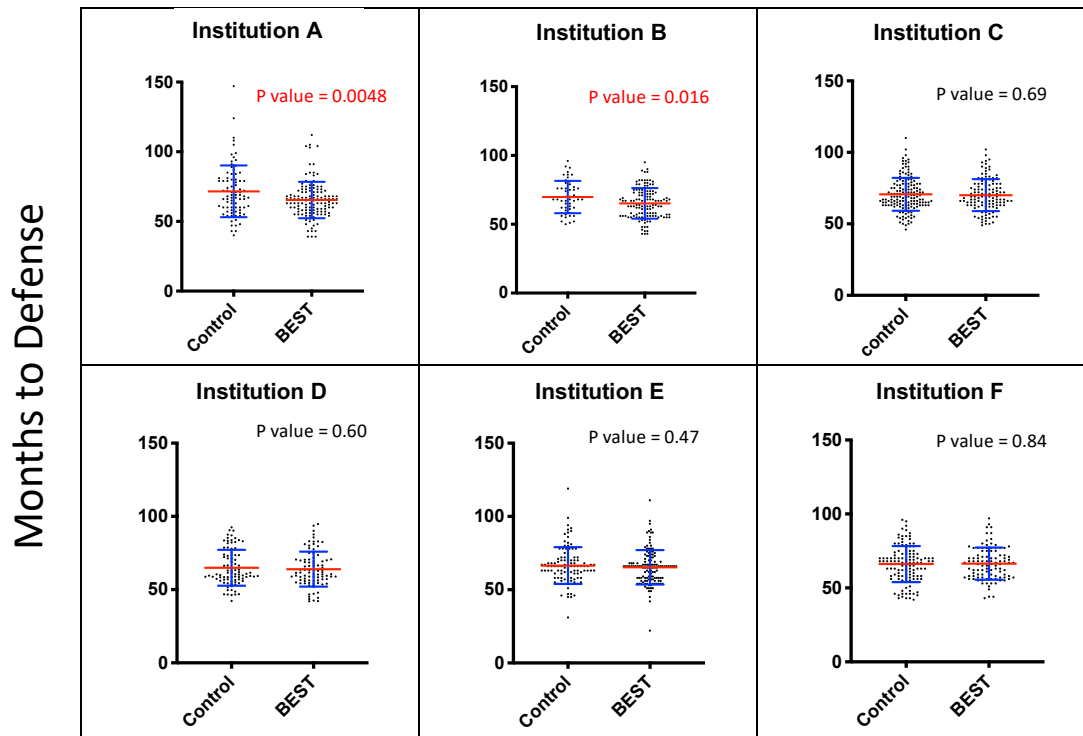 Months to Defense
Institution A
P value = 0.0048
150
100
50
0
Control
BEST
Institution B
P value = 0.016
150
100
50
0
Control
BEST
Institution C
P value = 0.69
150
100
50
0
control
BEST
Institution D
P value = 0.60
150
100
50
0
Control
BEST
Institution E
P value = 0.47
150
100
50
0
Control
BEST
Institution F
P value = 0.84
150
100
50
0
Control
BEST